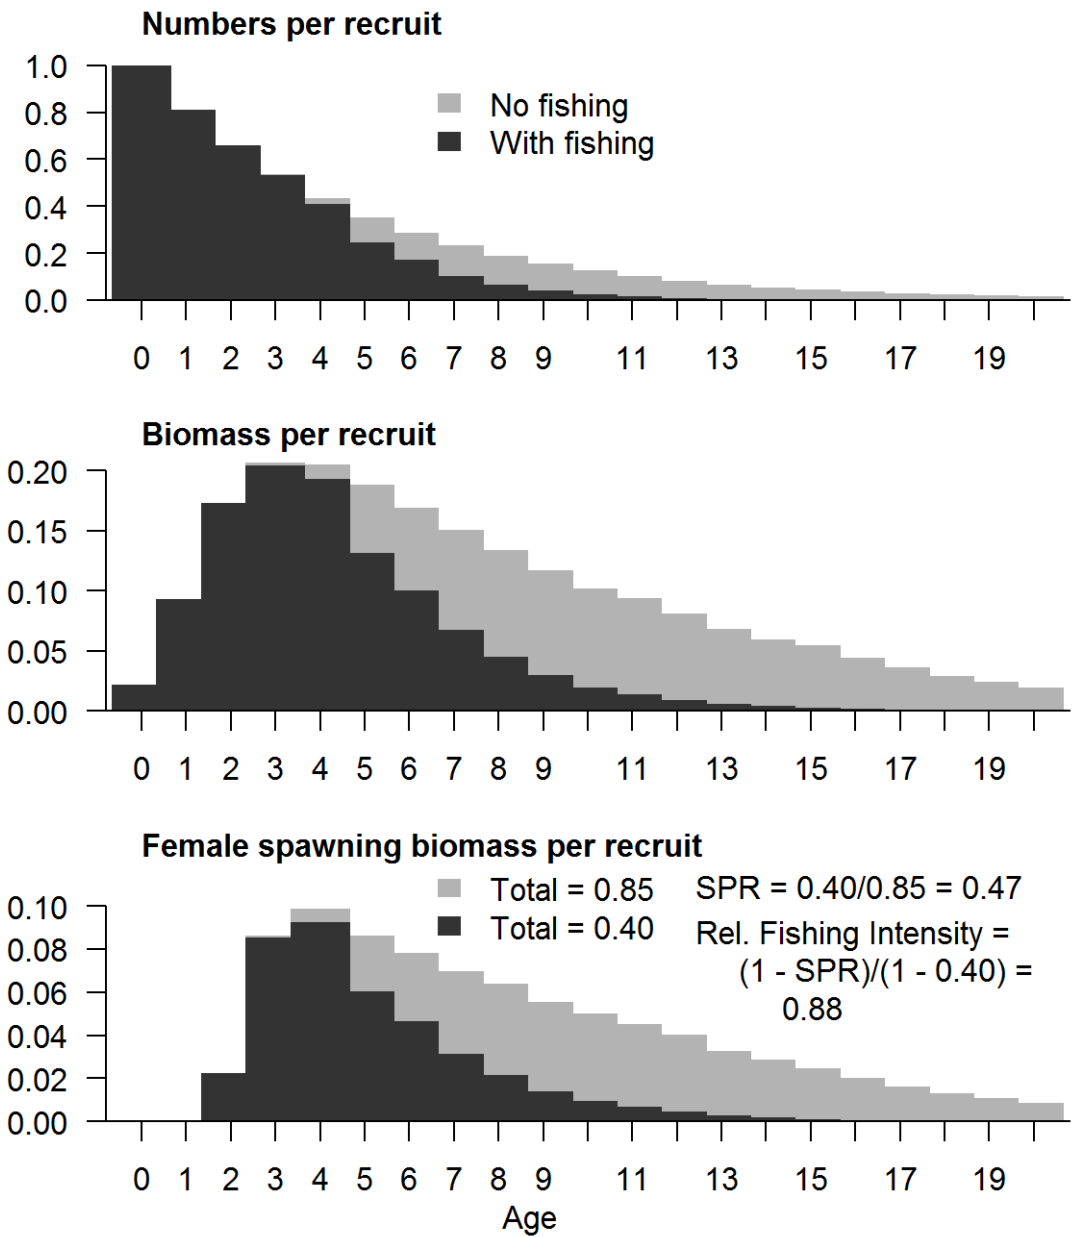 Numbers per recruit
1.0
0.8
0.6
0.4
0.2
0.0
No fishing
With fishing
0 1 2 3 4 5 6 7 8 9 11 13 15 17 19
Biomass per recruit
0.20
0.15
0.10
0.05
0.00
0 1 2 3 4 5 6 7 8 9 11 13 15 17 19
Female spawning biomass per recruit
0.10
0.08
0.06
0.04
0.02
0.00
Total = 0.85
Total = 0.40
SPR = 0.40/0.85 = 0.47
Rel. Fishing Intensity =
(1 - SPR)/(1 - 0.40) =
0.88
0 1 2 3 4 5 6 7 8 9 11 13 15 17 19
Age